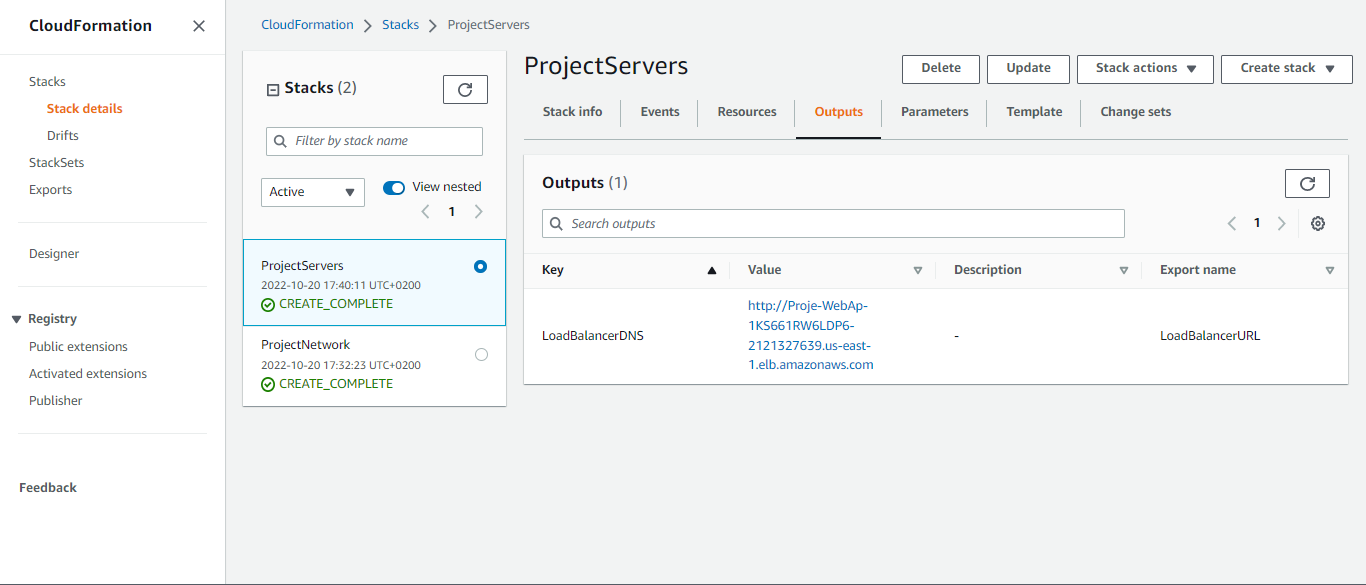 CloudFormation
Stacks
Stack details
Drifts
StackSets
Exports
Designer
Registry
Public extensions
Activated extensions
Publisher
Feedback
CloudFormation
Stacks
ProjectServers
Stacks (2)
Filter by stack name
Active
View nested
1
ProjectServers
2022-10-20 17:40:11 UTC+0200
CREATE_COMPLETE
ProjectNetwork
2022-10-20 17:32:23 UTC+0200
CREATE_COMPLETE
ProjectServers
Delete
Update
Stack actions
Create stack
Stack info
Events
Resources
Outputs
Parameters
Template
Change sets
Outputs (1)
Search outputs
1
Key
Value
Description
Export name
LoadBalancerDNS
http://Proje-WebAp-
1KS661RW6LDP6-
2121327639.us-east-
1.elb.amazonaws.com
-
LoadBalancerURL